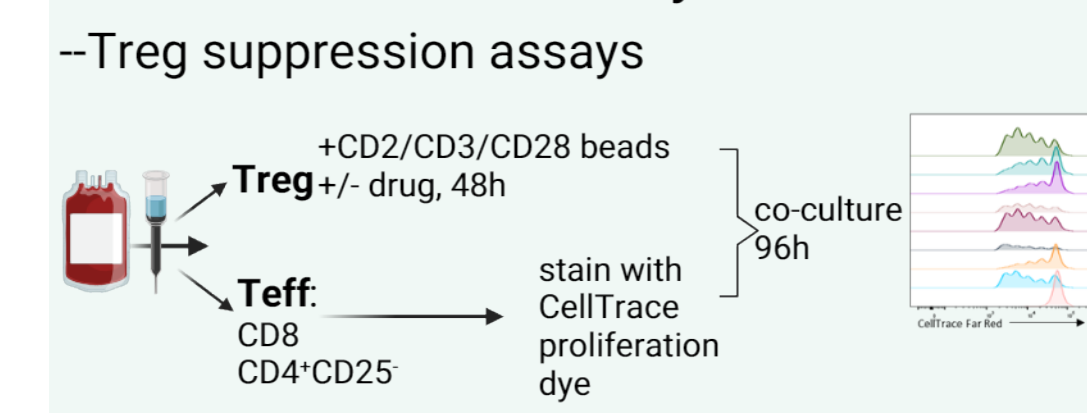 --Treg suppression assays
+CD2/CD3/CD28 beads
Treg +/- drug, 48h
co-culture
96h
Teff:
CD8
CD4⁺CD25⁻
stain with
CellTrace
proliferation
dye
CellTrace Far Red